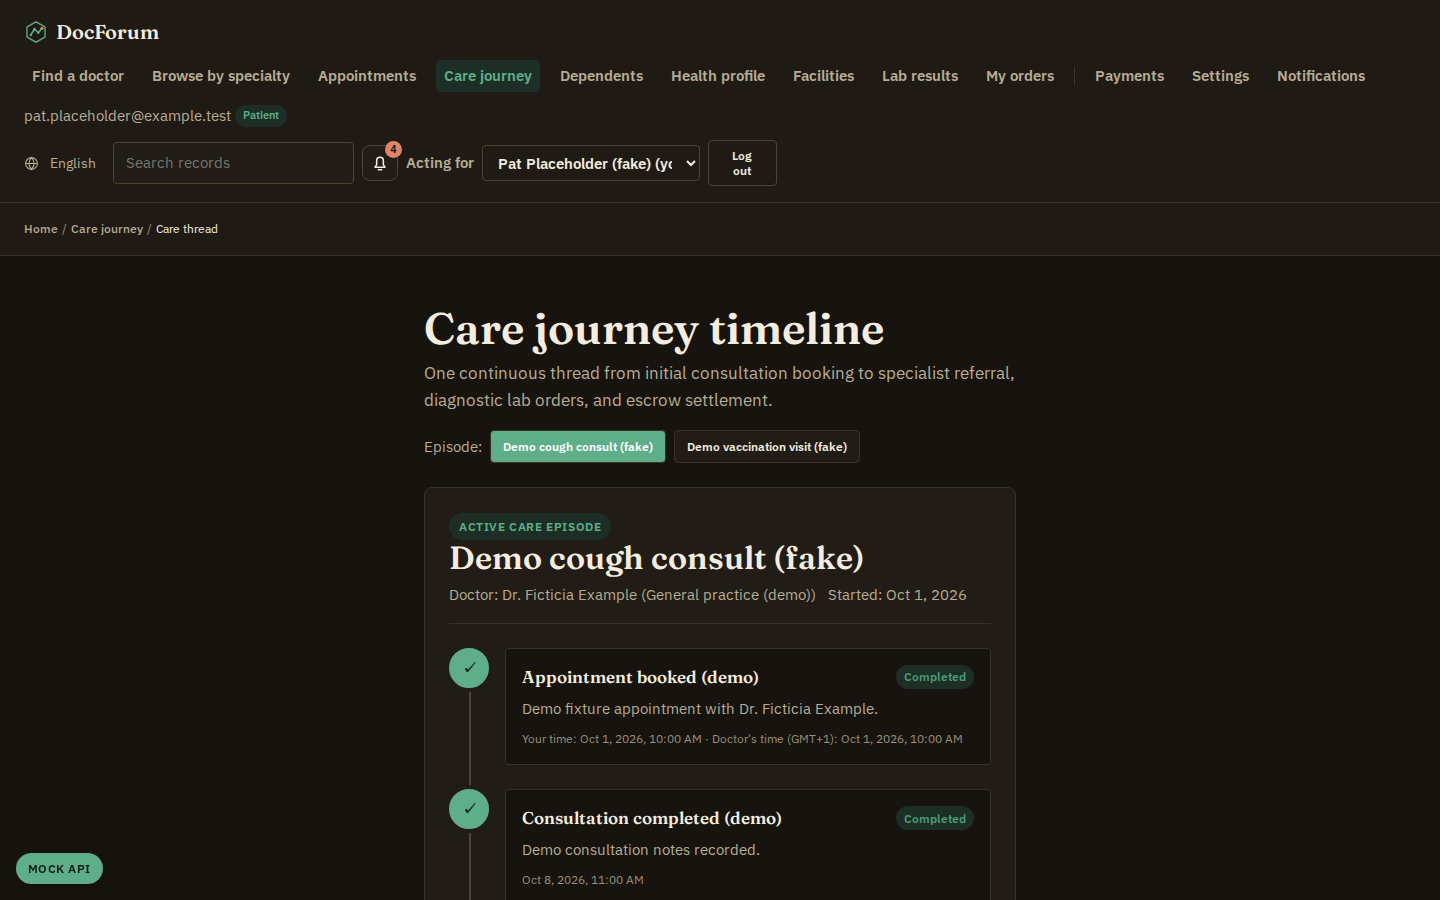 DocForum
Find a doctor Browse by specialty Appointments Care journey Dependents Health profile Facilities Lab results My orders Payments Settings Notifications
pat.placeholder@example.test Patient
English Search records 4 Acting for Pat Placeholder (fake) (yo Log out
Home / Care journey / Care thread
Care journey timeline
One continuous thread from initial consultation booking to specialist referral,
diagnostic lab orders, and escrow settlement.
Episode: Demo cough consult (fake) Demo vaccination visit (fake)
ACTIVE CARE EPISODE
Demo cough consult (fake)
Doctor: Dr. Ficticia Example (General practice (demo)) Started: Oct 1, 2026
Appointment booked (demo) Completed
Demo fixture appointment with Dr. Ficticia Example.
Your time: Oct 1, 2026, 10:00 AM · Doctor's time (GMT+1): Oct 1, 2026, 10:00 AM
Consultation completed (demo) Completed
Demo consultation notes recorded.
Oct 8, 2026, 11:00 AM
MOCK API